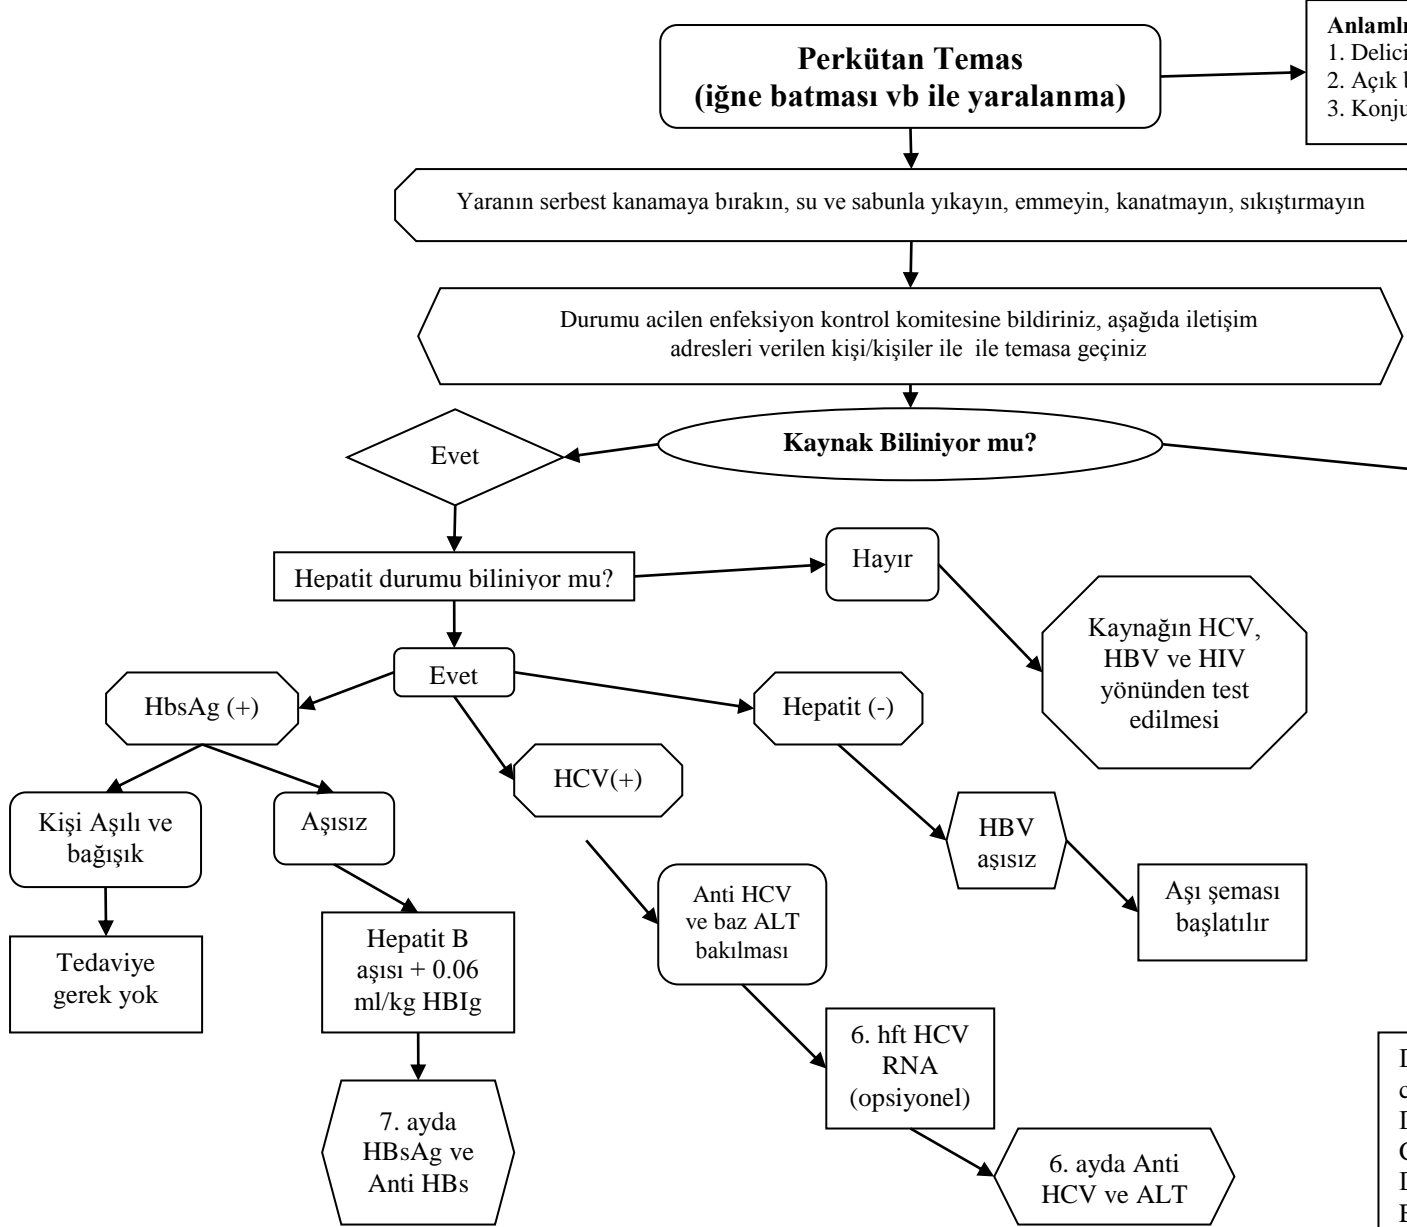 Perkütan Temas
(iğne batması vb ile yaralanma)
1. Delici
2. Açık
3.
Yaranın serbest kanamaya bırakın, su ve sabunla yıkayın, emmeyin, kanatmayın, sıkıştırmayın
Durumu acilen enfeksiyon kontrol komitesine bildiriniz, aşağıda iletişim
adresleri verilen kişi/kişiler ile ile temasa geçiniz
Kaynak Biliniyor mu?
Evet
Hepatit durumu biliniyor mu?
Hayır
Kaynağın HCV,
HBV ve HIV
yönünden test
edilmesi
Evet
HbsAg (+)
Hepatit (-)
HCV(+)
Kişi Aşılı ve
bağışık
Aşısız
HBV
aşısız
Aşı şeması
başlatılır
Anti HCV
ve baz ALT
bakılması
Tedaviye
gerek yok
Hepatit B
aşısı + 0.06
ml/kg HBIg
6. hft HCV
RNA
(opsiyonel)
7. ayda
HBsAg ve
Anti HBs
6. ayda Anti
HCV ve ALT